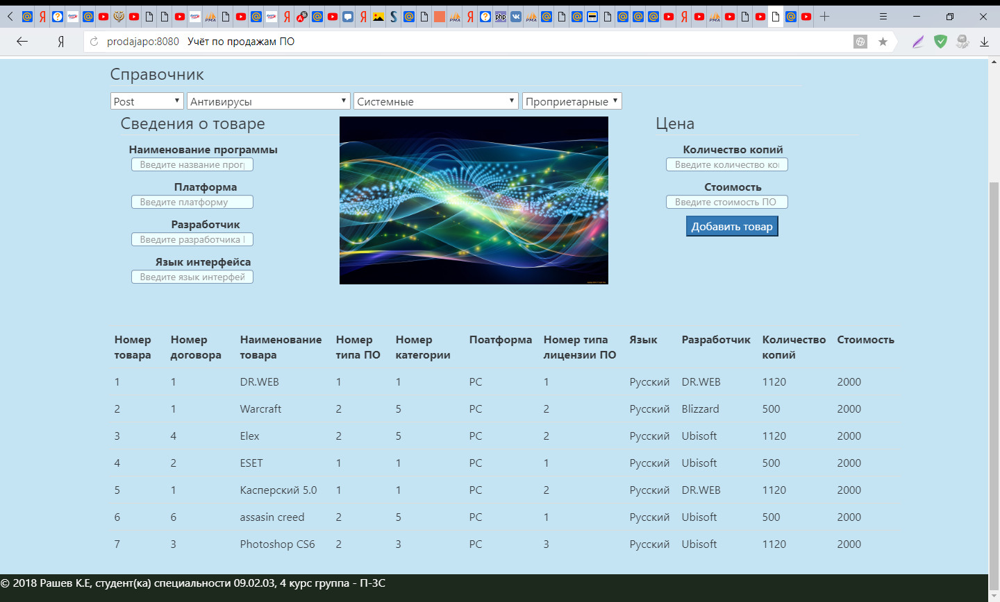 prodajapo:8080 Учёт по продажам ПО
Справочник
Post Антивирусы Системные Проприетарные
Сведения о товаре
Цена
Наименование программы
Введите название прог
Платформа
Введите платформу
Разработчик
Введите разработчика
Язык интерфейса
Введите язык интерфей
Количество копий
Введите количество ко
Стоимость
Введите стоимость ПО
Добавить товар
Номер товара Номер договора Наименование товара Номер типа ПО Номер категории Поатформа Номер типа лицензии ПО Язык Разработчик Количество копий Стоимость
1 1 DR.WEB 1 1 PC 1 Русский DR.WEB 1120 2000
2 1 Warcraft 2 5 PC 2 Русский Blizzard 500 2000
3 4 Elex 2 5 PC 2 Русский Ubisoft 1120 2000
4 2 ESET 1 1 PC 1 Русский Ubisoft 500 2000
5 1 Касперский 5.0 1 1 PC 2 Русский DR.WEB 1120 2000
6 6 assasin creed 2 5 PC 1 Русский Ubisoft 500 2000
7 3 Photoshop CS6 2 3 PC 3 Русский Ubisoft 1120 2000
© 2018 Рашев К.Е, студент(ка) специальности 09.02.03, 4 курс группа - П-3С